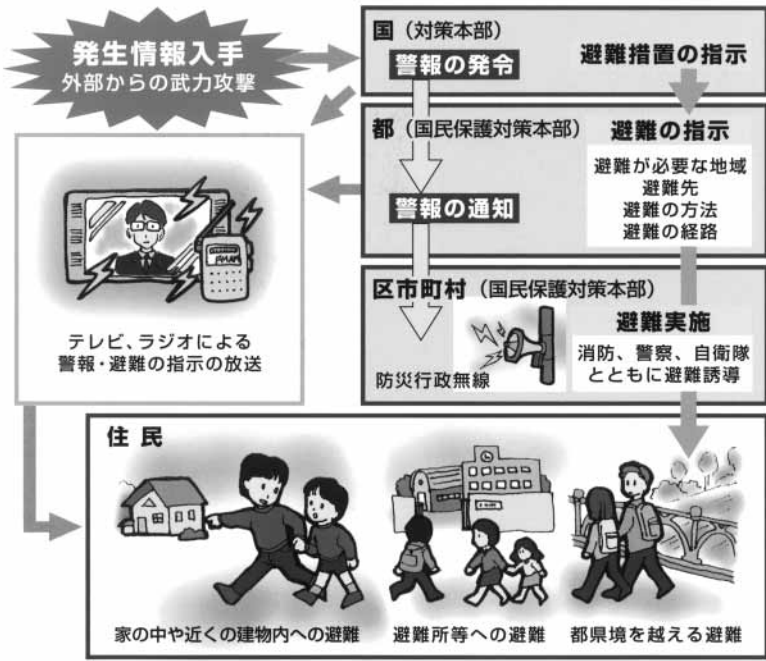 発生情報入手
外部からの武力攻撃
国（対策本部）
警報の発令
避難措置の指示
都（国民保護対策本部）
避難の指示
避難が必要な地域
避難先
避難の方法
避難の経路
警報の通知
テレビ、ラジオによる
警報・避難の指示の放送
区市町村（国民保護対策本部）
防災行政無線
避難実施
消防、警察、自衛隊
とともに避難誘導
住民
家の中や近くの建物内への避難
避難所等への避難
都県境を越える避難